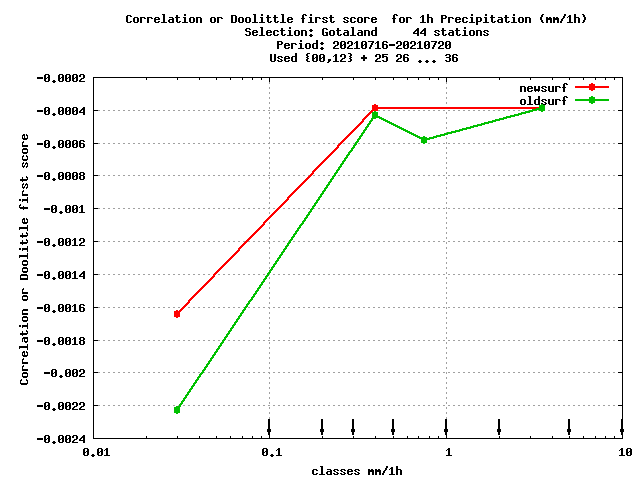 Correlation or Doolittle first score  for 1h Precipitation (mm/1h)
Selection: Gotaland     44 stations
Period: 20210716-20210720
Used {00,12} + 25 26 ... 36
newsurf
oldsurf
Correlation or Doolittle first score
-0.0002
-0.0004
-0.0006
-0.0008
-0.001
-0.0012
-0.0014
-0.0016
-0.0018
-0.002
-0.0022
-0.0024
0.01 0.1 1 10
classes mm/1h